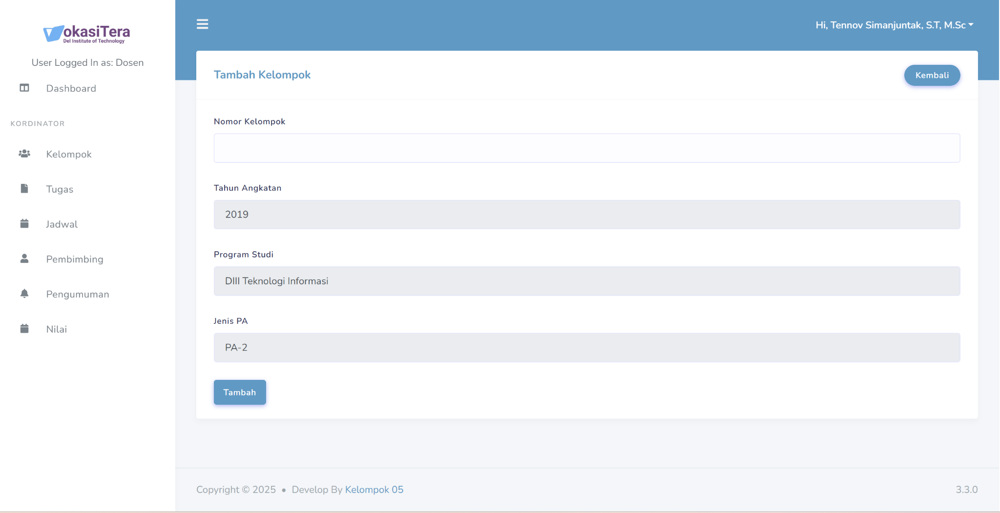 okasiTera
Del Institute of Technology
User Logged In as: Dosen
Dashboard
KORDINATOR
Kelompok
Tugas
Jadwal
Pembimbing
Pengumuman
Nilai
Hi, Tennov Simanjuntak, S.T, M.Sc
Tambah Kelompok
Kembali
Nomor Kelompok
Tahun Angkatan
2019
Program Studi
DIII Teknologi Informasi
Jenis PA
PA-2
Tambah
Copyright © 2025 • Develop By Kelompok 05
3.3.0